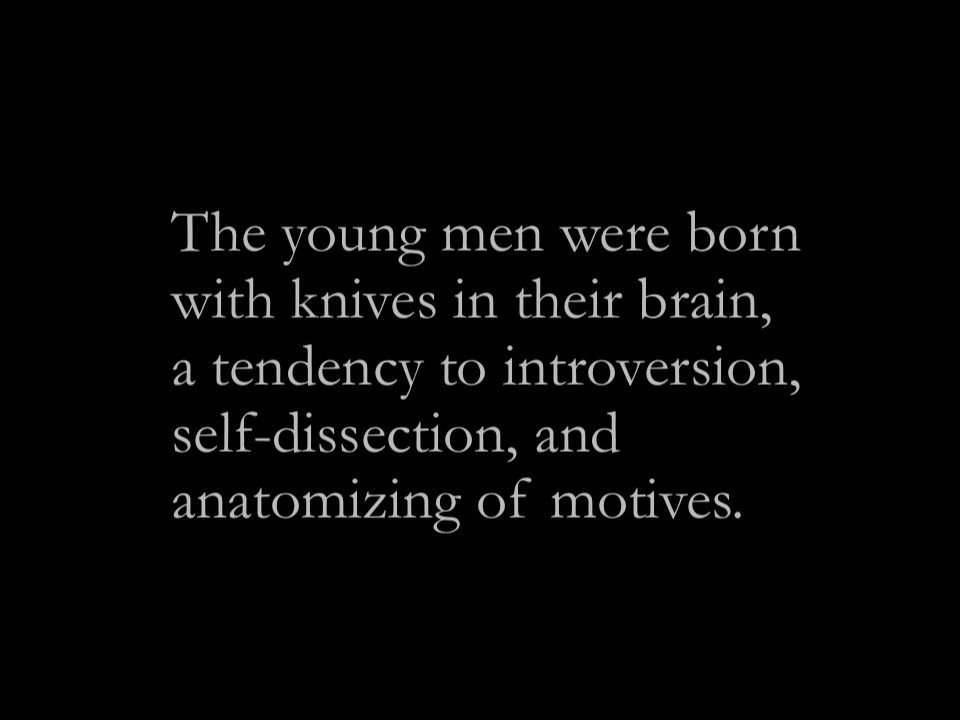 The young men were born
with knives in their brain,
a tendency to introversion,
self-dissection, and
anatomizing of motives.